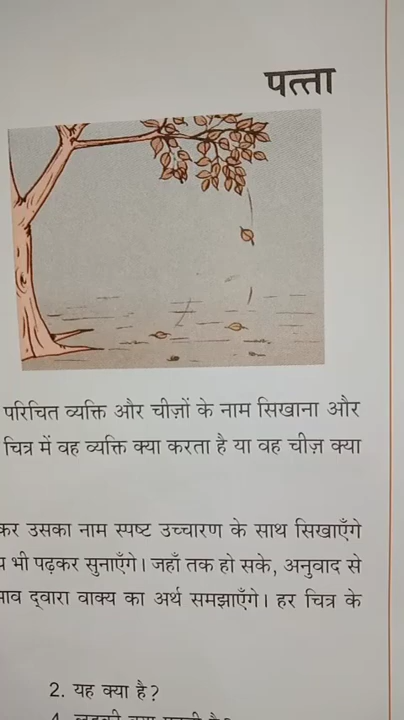 पत्ता
परिचित व्यक्ति और चीज़ों के नाम सिखाना और
चित्र में वह व्यक्ति क्या करता है या वह चीज़ क्या
कर उसका नाम स्पष्ट उच्चारण के साथ सिखाएँगे
भी पढ़कर सुनाएँगे। जहाँ तक हो सके, अनुवाद से
द्वारा वाक्य का अर्थ समझाएँगे। हर चित्र के
2. यह क्या है?